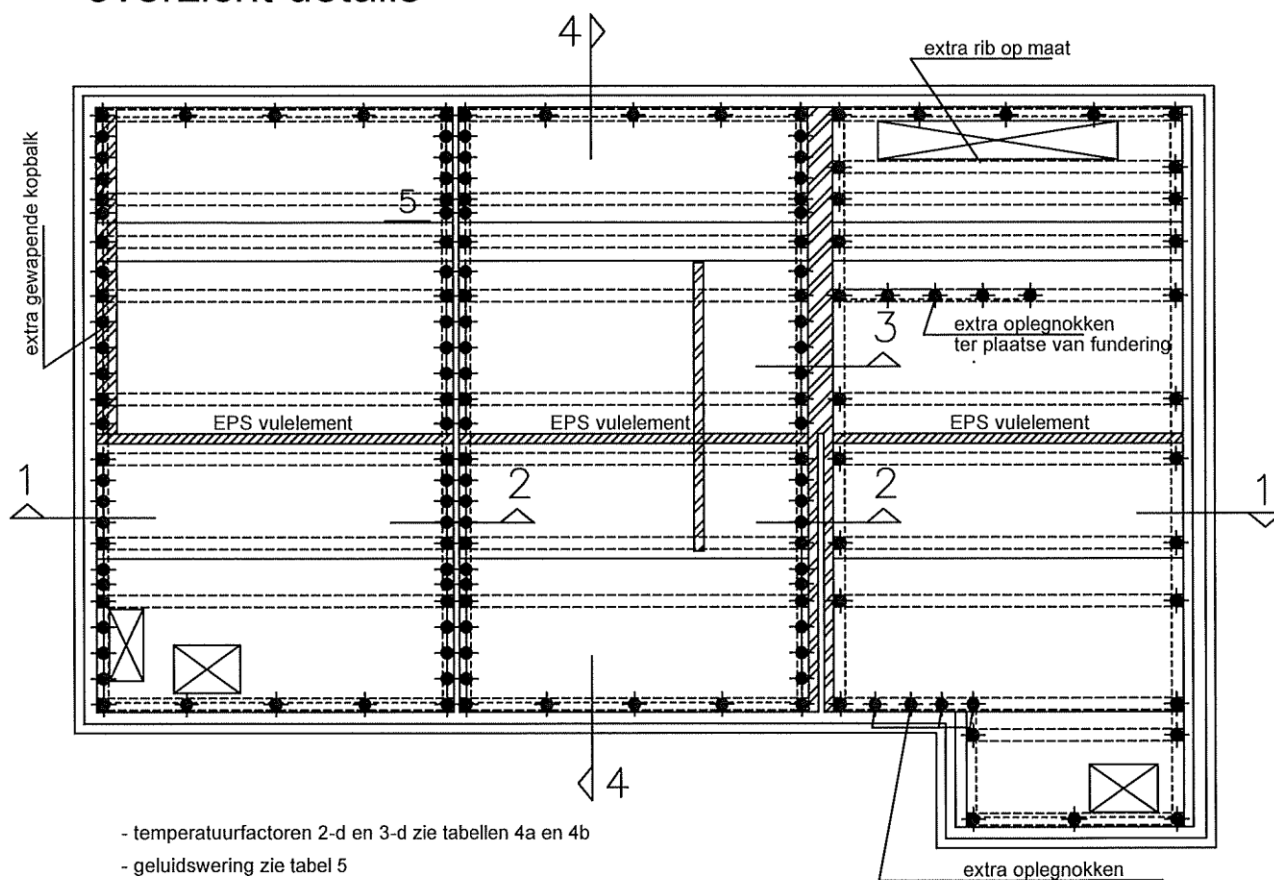 overzicht details
4
extra rib op maat
extra gewapende kopbalk
5
extra oplegnokken
ter plaatse van fundering
3
EPS vulelement
EPS vulelement
EPS vulelement
1
2
2
1
4
- temperatuurfactoren 2-d en 3-d zie tabellen 4a en 4b
- geluidswering zie tabel 5
extra oplegnokken